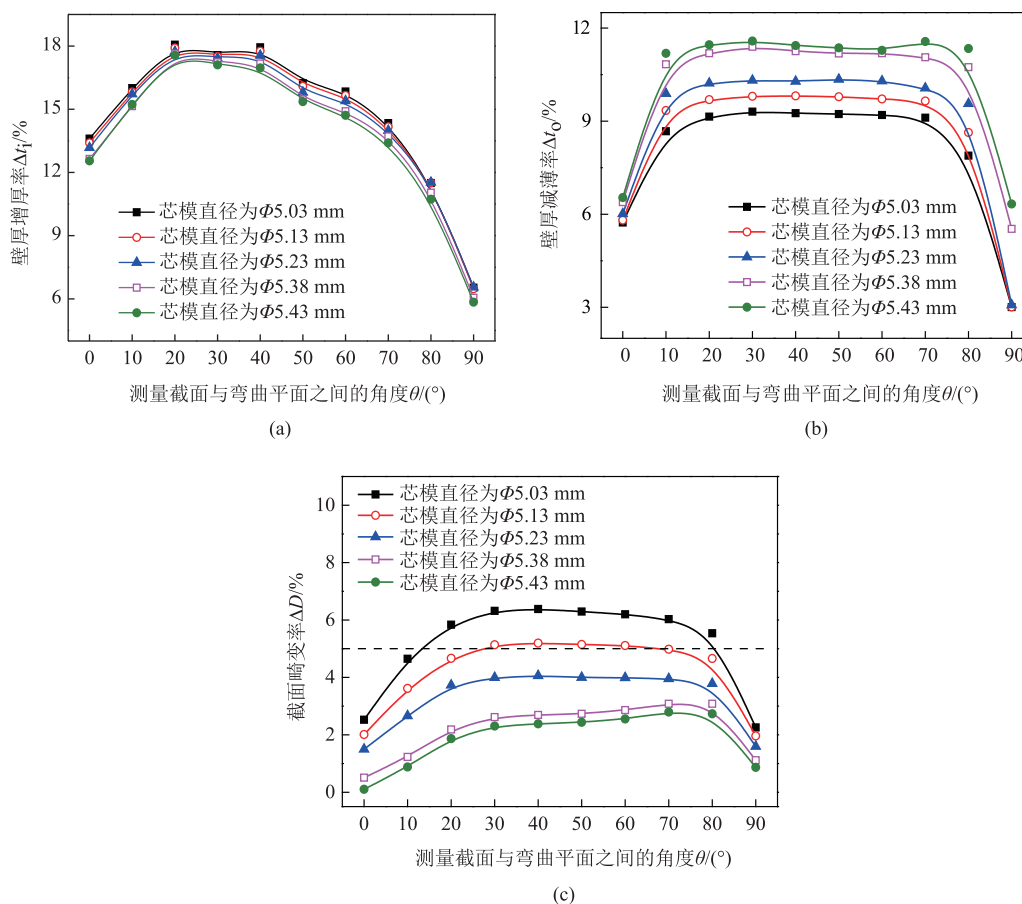 18
15
12
9
6
壁厚增厚率Δti/%
芯模直径为Φ5.03 mm
芯模直径为Φ5.13 mm
芯模直径为Φ5.23 mm
芯模直径为Φ5.38 mm
芯模直径为Φ5.43 mm
0 10 20 30 40 50 60 70 80 90
测量截面与弯曲平面之间的角度θ/(°)
(a)
12
9
6
3
壁厚减薄率Δto/%
芯模直径为Φ5.03 mm
芯模直径为Φ5.13 mm
芯模直径为Φ5.23 mm
芯模直径为Φ5.38 mm
芯模直径为Φ5.43 mm
0 10 20 30 40 50 60 70 80 90
测量截面与弯曲平面之间的角度θ/(°)
(b)
10
8
6
4
2
0
截面畸变率ΔD/%
芯模直径为Φ5.03 mm
芯模直径为Φ5.13 mm
芯模直径为Φ5.23 mm
芯模直径为Φ5.38 mm
芯模直径为Φ5.43 mm
0 10 20 30 40 50 60 70 80 90
测量截面与弯曲平面之间的角度θ/(°)
(c)